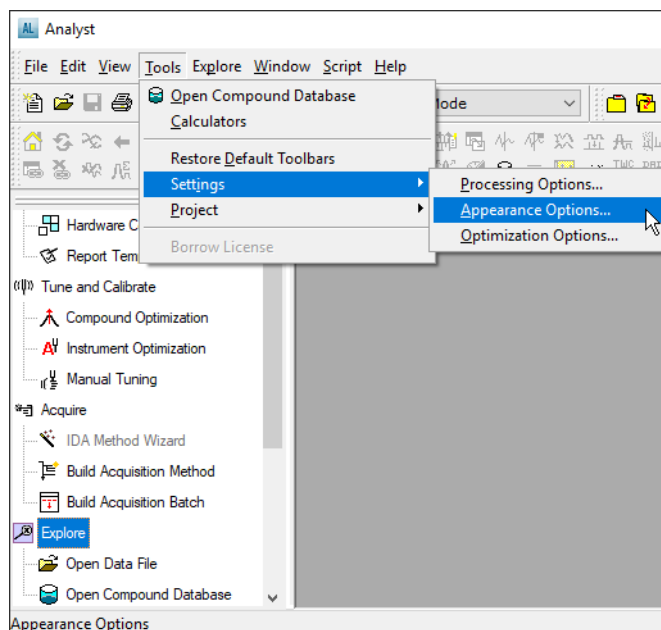 AL Analyst
File Edit View Tools Explore Window Script Help
Open Compound Database
Calculators
Restore Default Toolbars
Settings
Project
Borrow License
Processing Options...
Appearance Options...
Optimization Options...
Hardware C
Report Tem
Tune and Calibrate
Compound Optimization
Instrument Optimization
Manual Tuning
Acquire
IDA Method Wizard
Build Acquisition Method
Build Acquisition Batch
Explore
Open Data File
Open Compound Database
Appearance Options